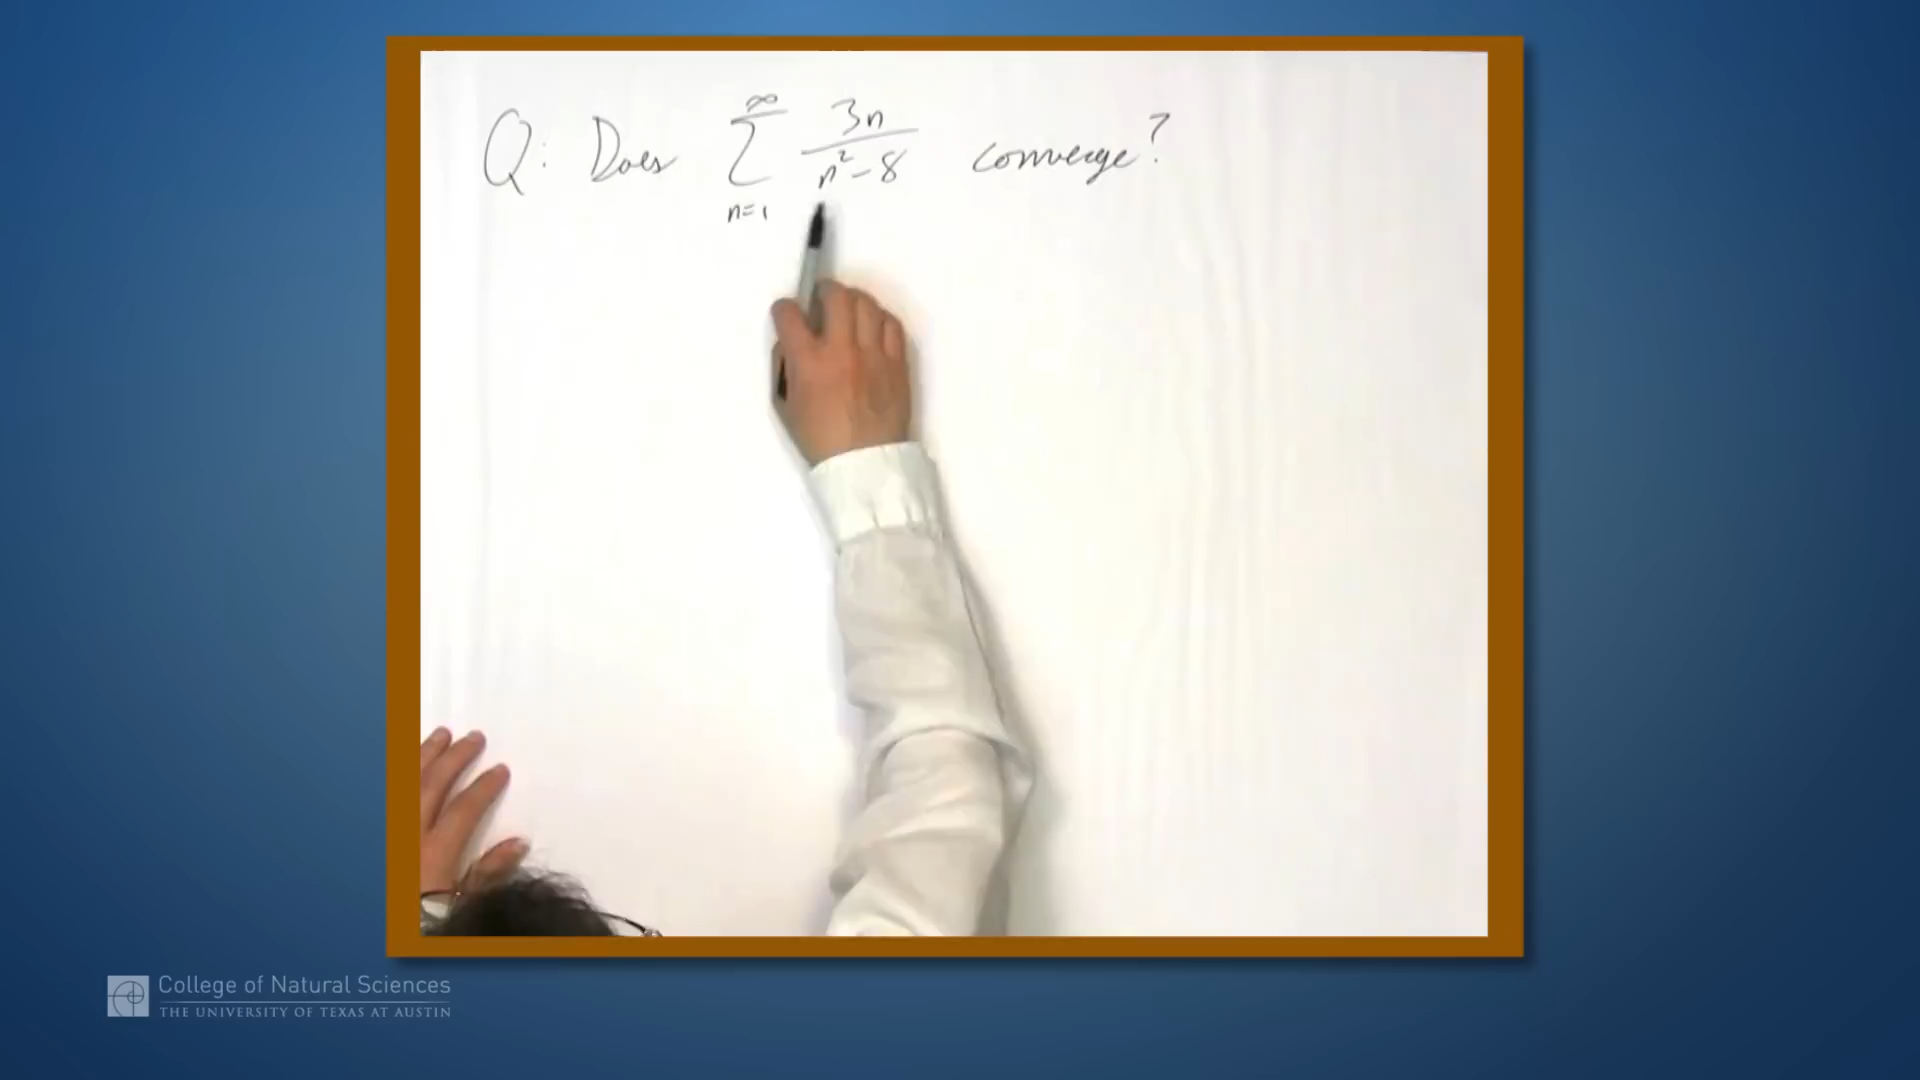 Q: Does ∞∑n=1 3n/(n²-8) converge?
College of Natural Sciences
THE UNIVERSITY OF TEXAS AT AUSTIN